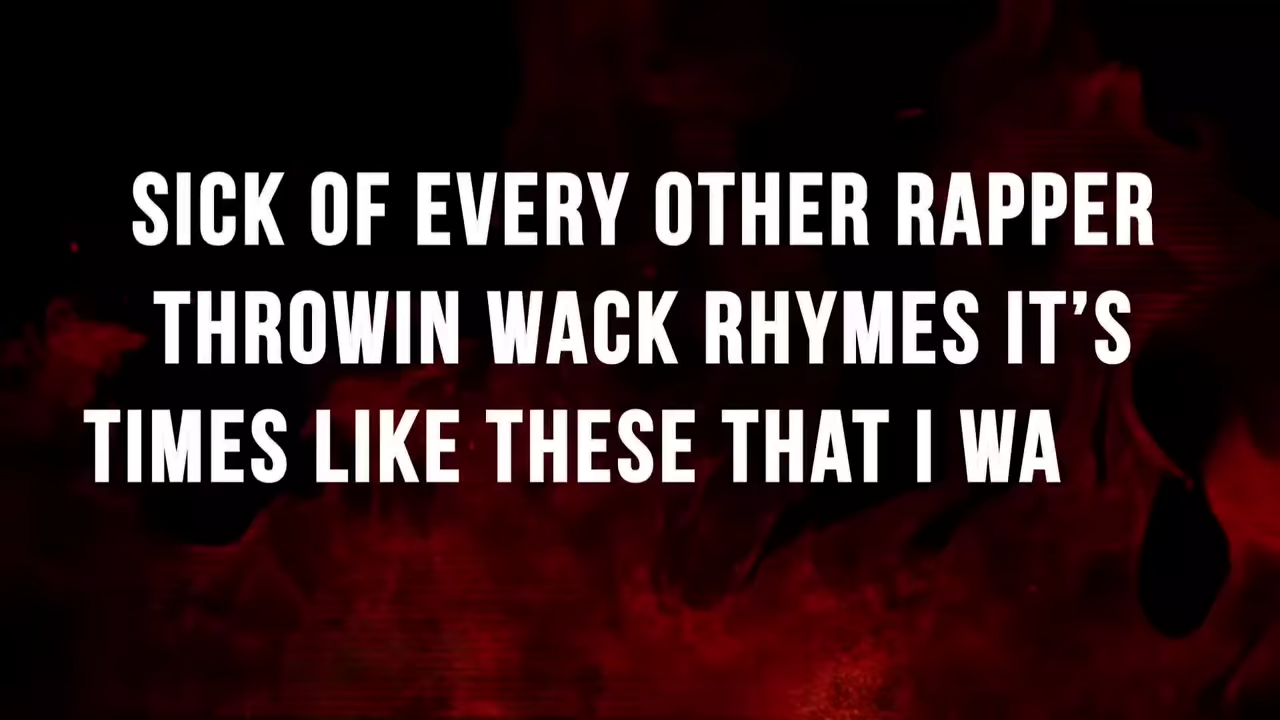 SICK OF EVERY OTHER RAPPER
THROWIN WACK RHYMES IT’S
TIMES LIKE THESE THAT I WA